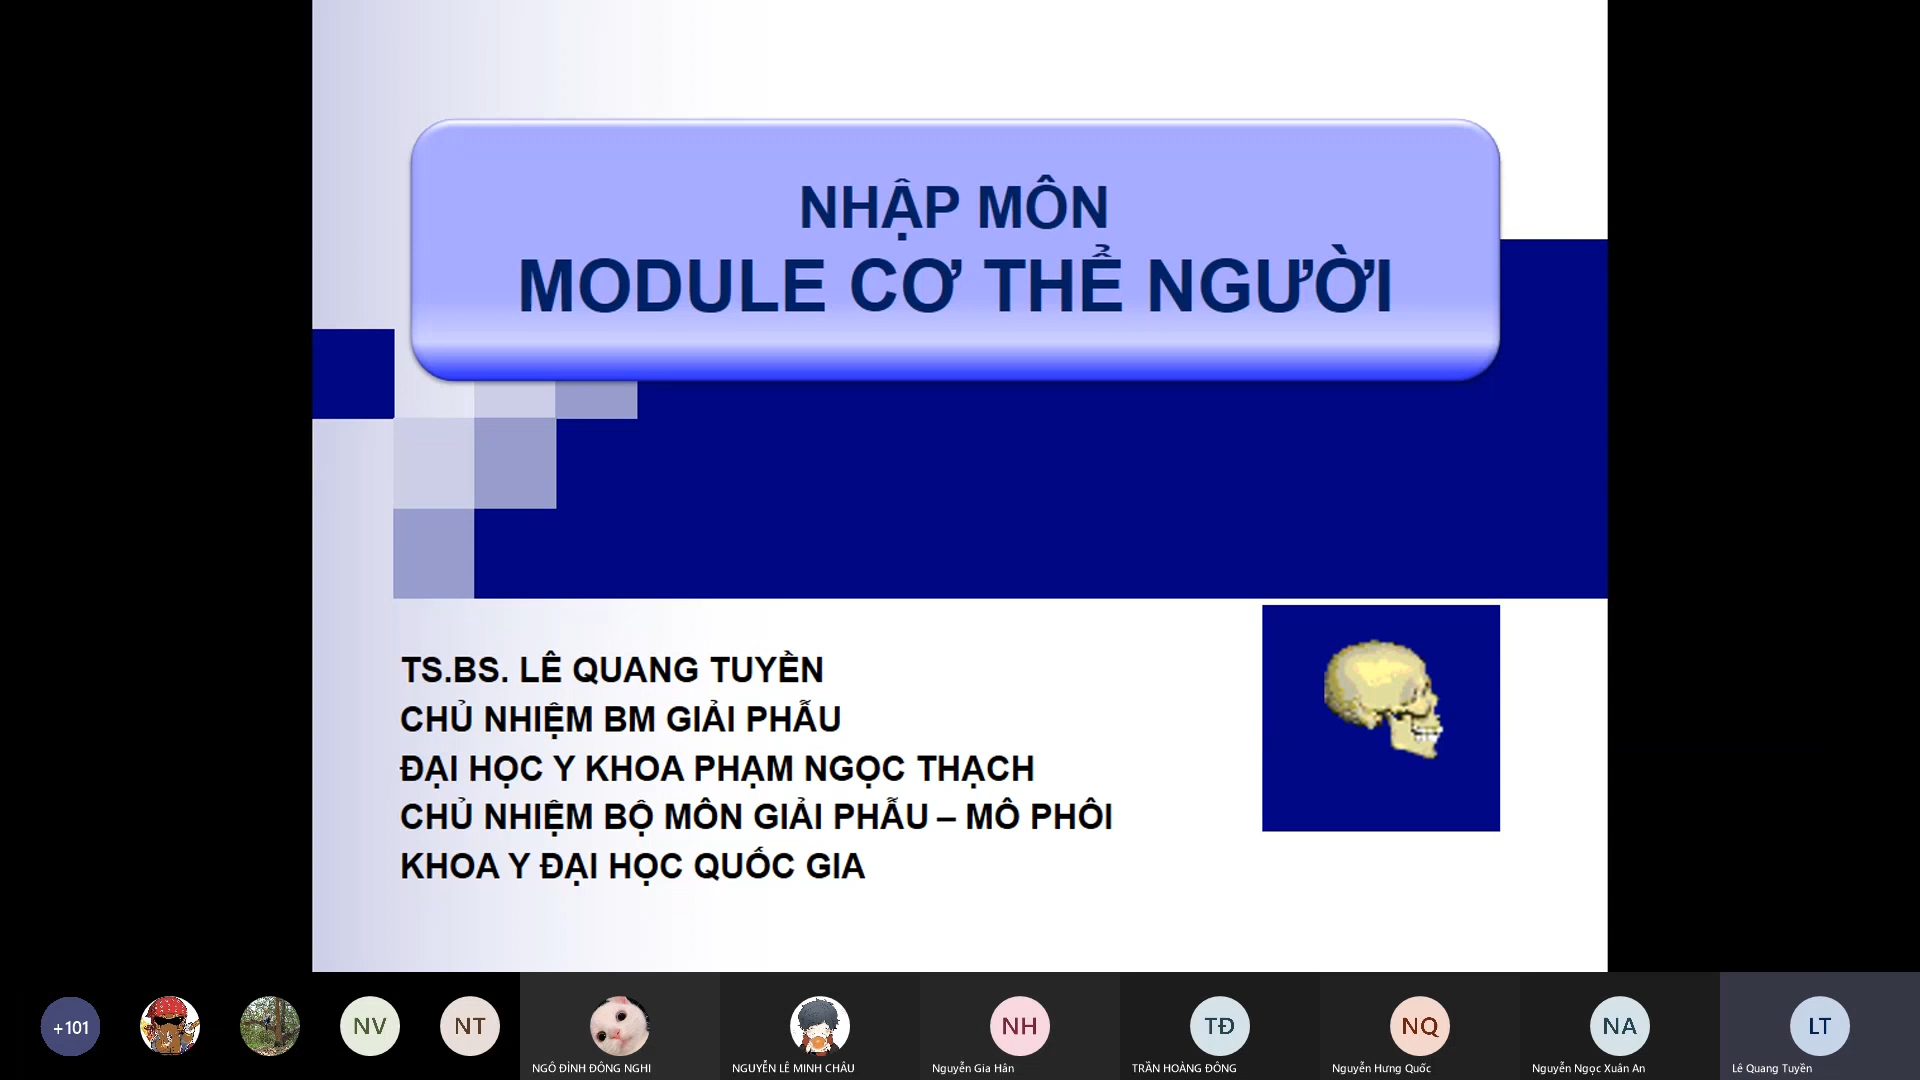 NHẬP MÔN
MODULE CƠ THỂ NGƯỜI
TS.BS. LÊ QUANG TUYỀN
CHỦ NHIỆM BM GIẢI PHẪU
ĐẠI HỌC Y KHOA PHẠM NGỌC THẠCH
CHỦ NHIỆM BỘ MÔN GIẢI PHẪU – MÔ PHÔI
KHOA Y ĐẠI HỌC QUỐC GIA
+101
NV
NT
NGÔ ĐÌNH ĐÔNG NGHI
NGUYỄN LÊ MINH CHÂU
NH
Nguyễn Gia Hân
TĐ
TRẦN HOÀNG ĐÔNG
NQ
Nguyễn Hưng Quốc
NA
Nguyễn Ngọc Xuân An
LT
Lê Quang Tuyền